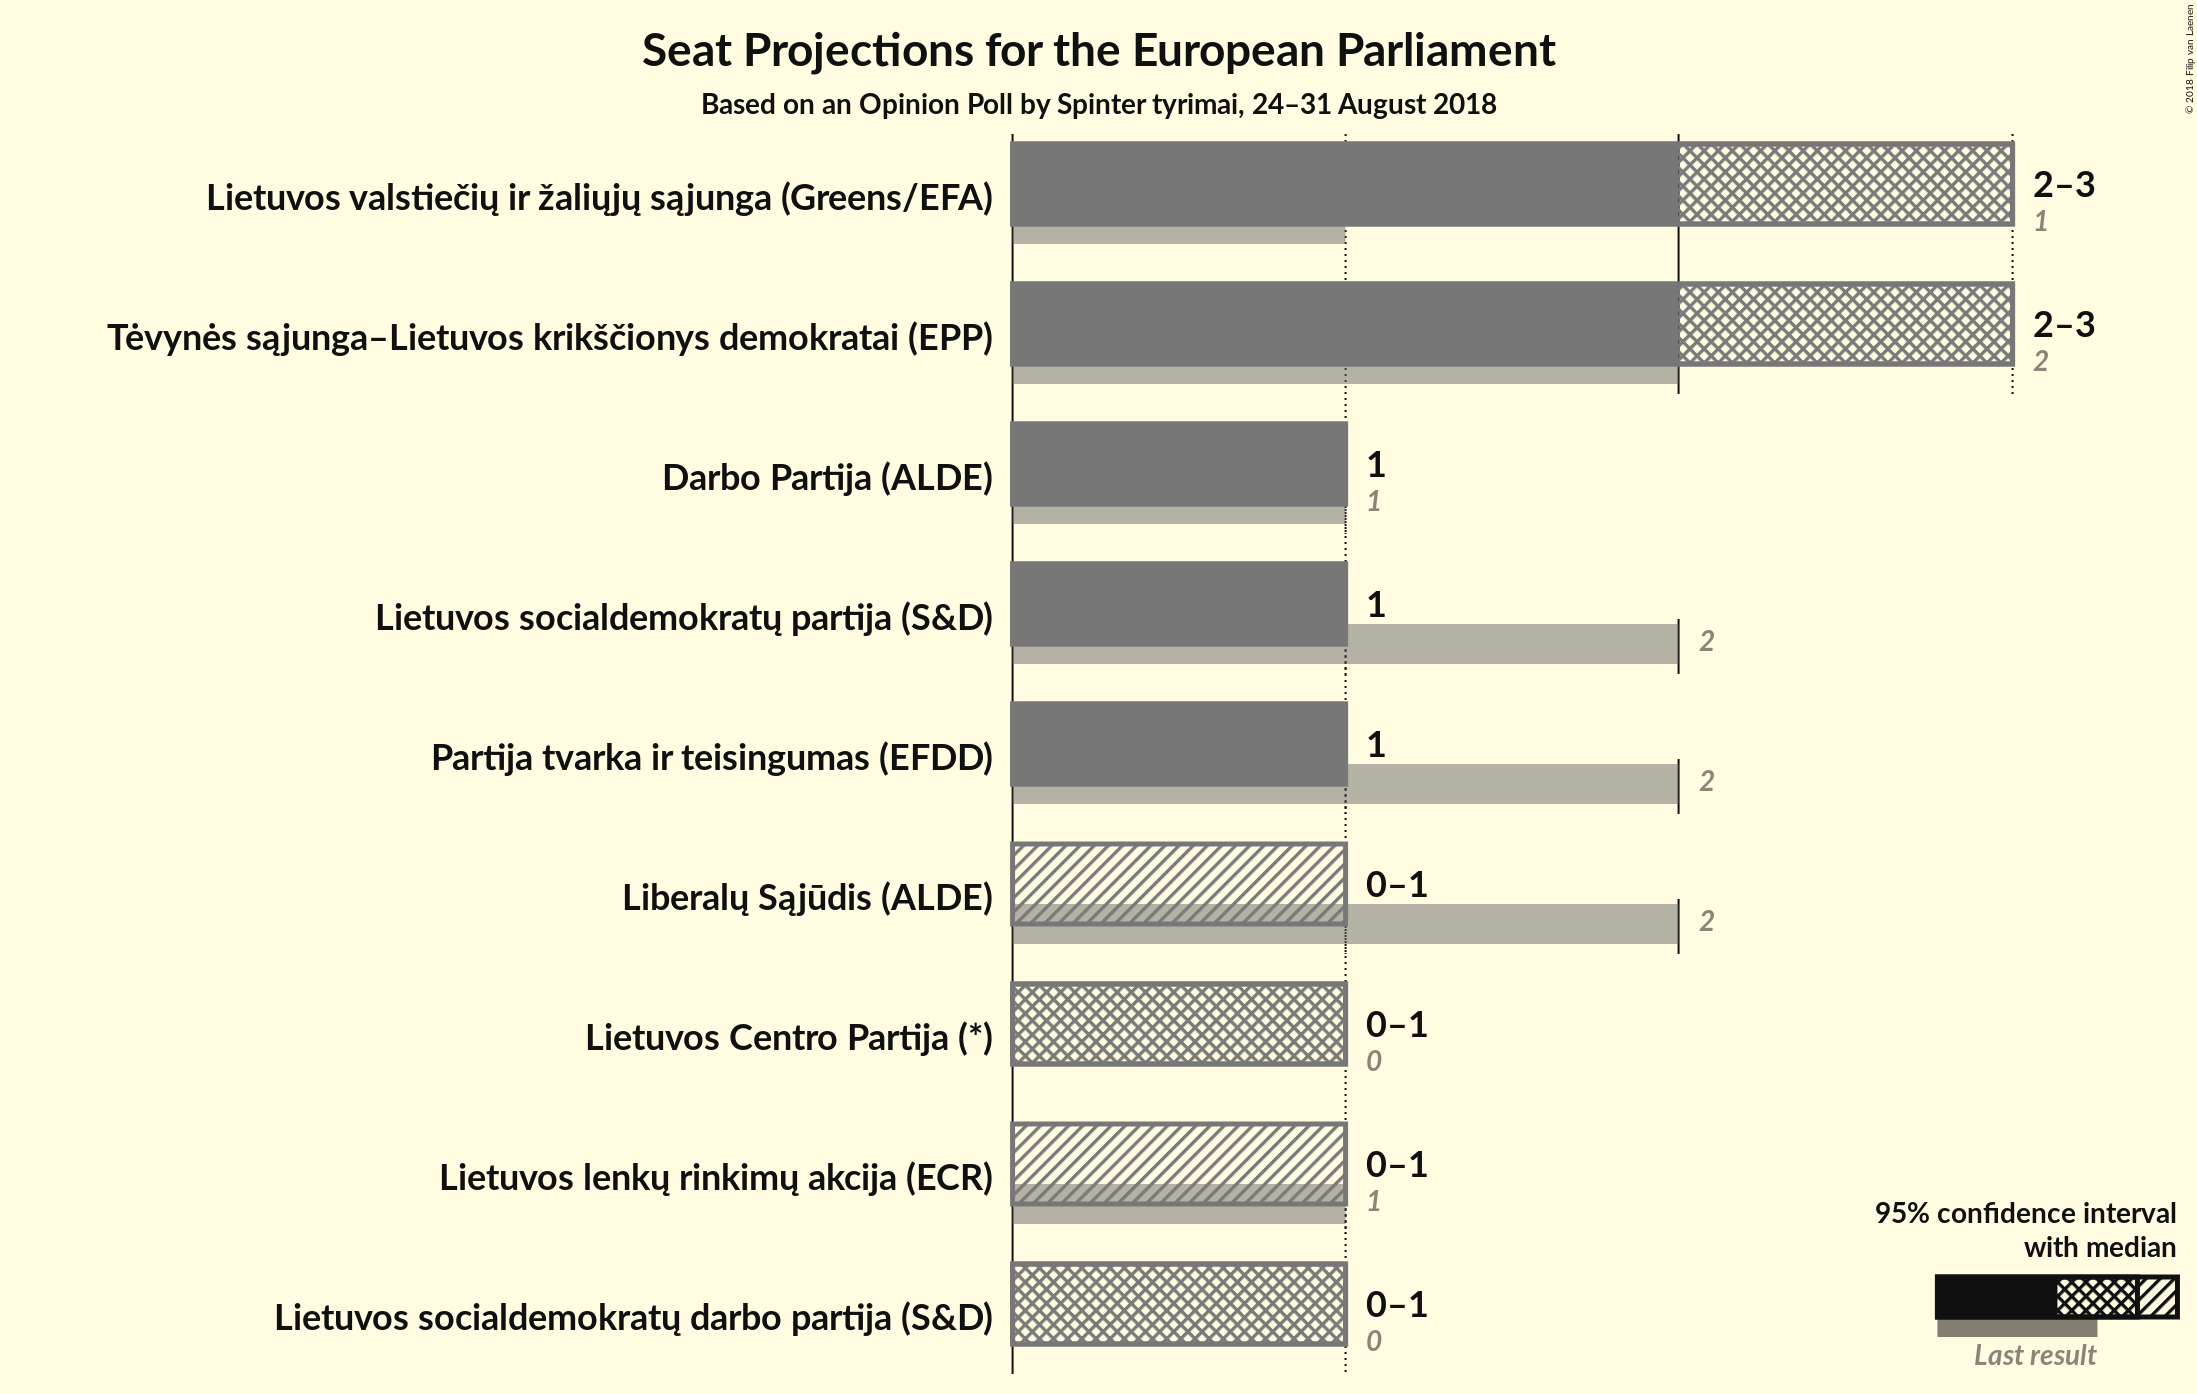 Seat Projections for the European Parliament
Based on an Opinion Poll by Spinter tyrimai, 24–31 August 2018
© 2018 Filip van Laenen
Lietuvos valstiečių ir žaliųjų sąjunga (Greens/EFA)
2–3
1
Tėvynės sąjunga–Lietuvos krikščionys demokratai (EPP)
2–3
2
Darbo Partija (ALDE)
1
1
Lietuvos socialdemokratų partija (S&D)
1
2
Partija tvarka ir teisingumas (EFDD)
1
2
Liberalų Sąjūdis (ALDE)
0–1
2
Lietuvos Centro Partija (*)
0–1
0
Lietuvos lenkų rinkimų akcija (ECR)
0–1
1
Lietuvos socialdemokratų darbo partija (S&D)
0–1
0
95% confidence interval
with median
Last result